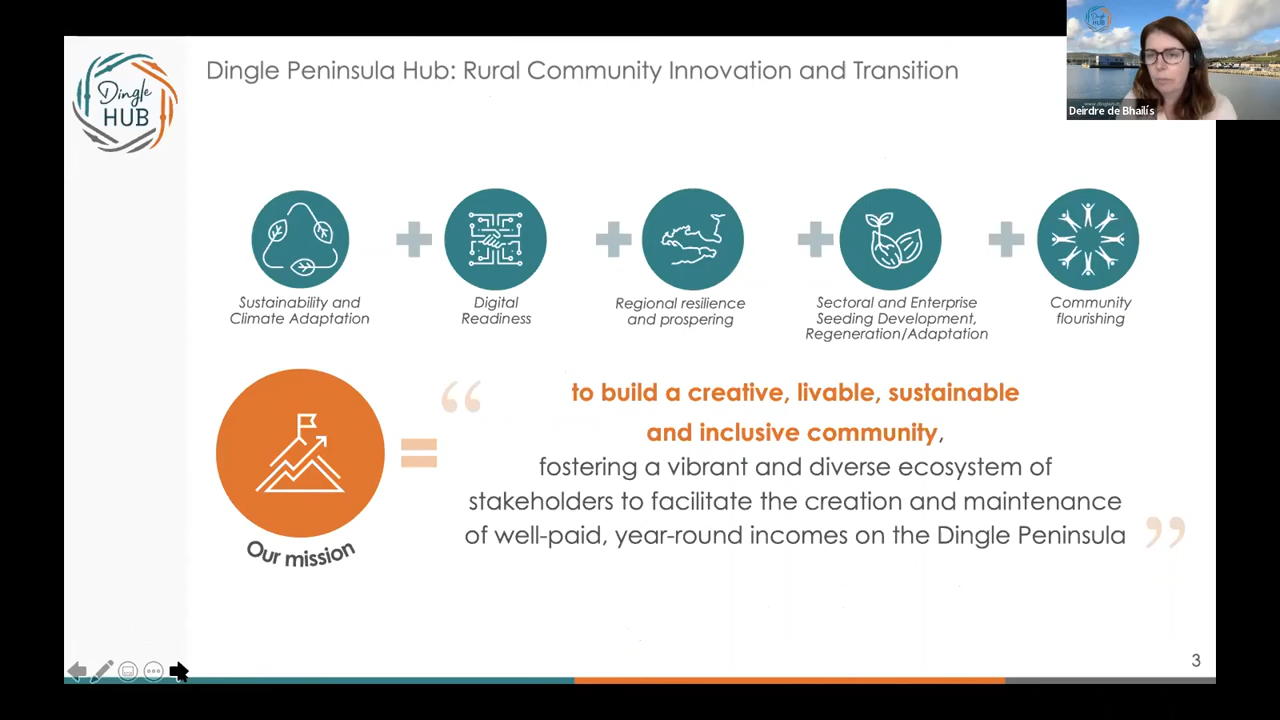 Dingle
HUB
Dingle Peninsula Hub: Rural Community Innovation and Transition
Dingle
HUB
Deirdre de Bhailís
Sustainability and
Climate Adaptation
Digital
Readiness
Regional resilience
and prospering
Sectoral and Enterprise
Seeding Development,
Regeneration/Adaptation
Community
flourishing
Our mission
=
“
to build a creative, livable, sustainable
and inclusive community,
fostering a vibrant and diverse ecosystem of
stakeholders to facilitate the creation and maintenance
of well-paid, year-round incomes on the Dingle Peninsula
”
3